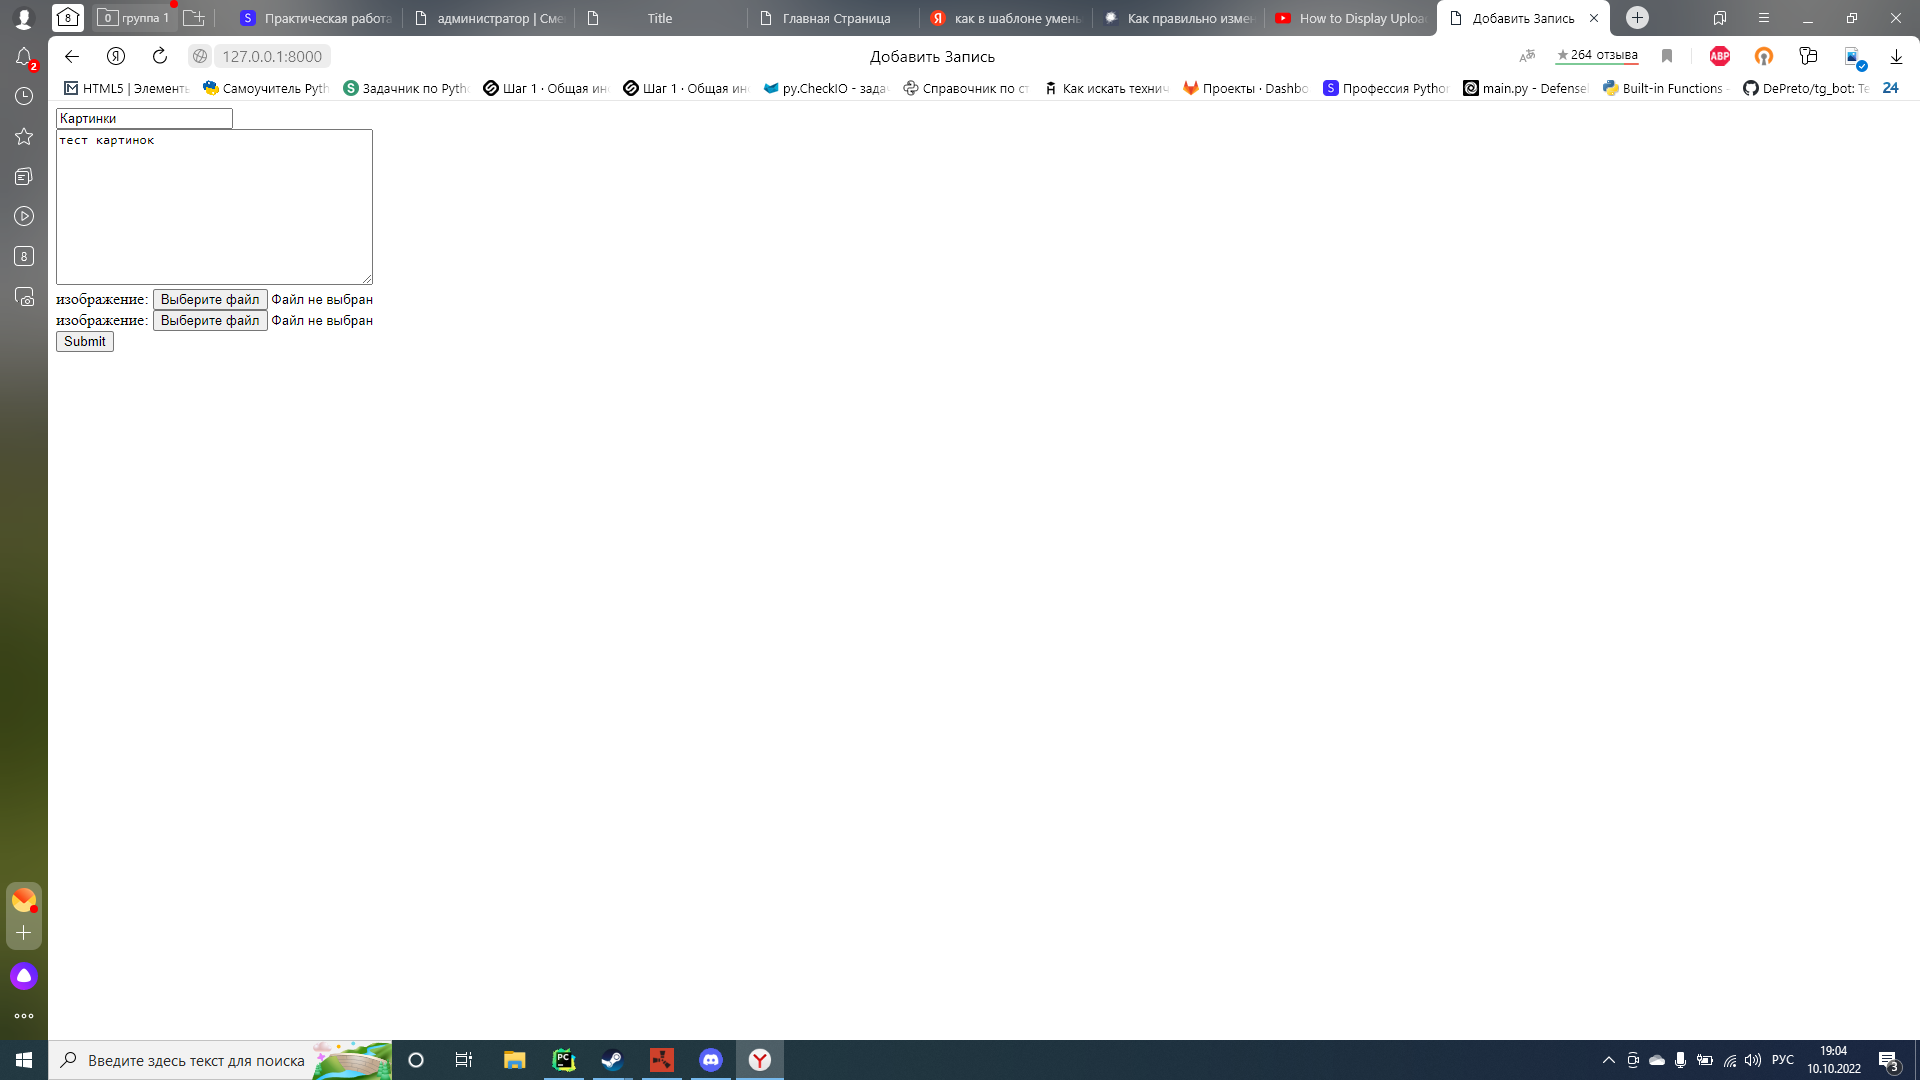 8
0 группа 1
Практическая работа
администратор | Сме
Title
Главная Страница
как в шаблоне умень
Как правильно измен
How to Display Uploa
Добавить Запись
2
Я
127.0.0.1:8000
Добавить Запись
264 отзыва
ABP
HTML5 | Элементь
Самоучитель Pyth
Задачник по Pytho
Шаг 1 · Общая ин
Шаг 1 · Общая ин
py.CheckIO - зада
Справочник по ст
Как искать технич
Проекты · Dashbo
Профессия Python
main.py - Defense
Built-in Functions -
DePreto/tg_bot: Te
24
Картинки
тест картинок
8
изображение: Выберите файл Файл не выбран
изображение: Выберите файл Файл не выбран
Submit
Введите здесь текст для поиска
PC
РУС
19:04
10.10.2022
3